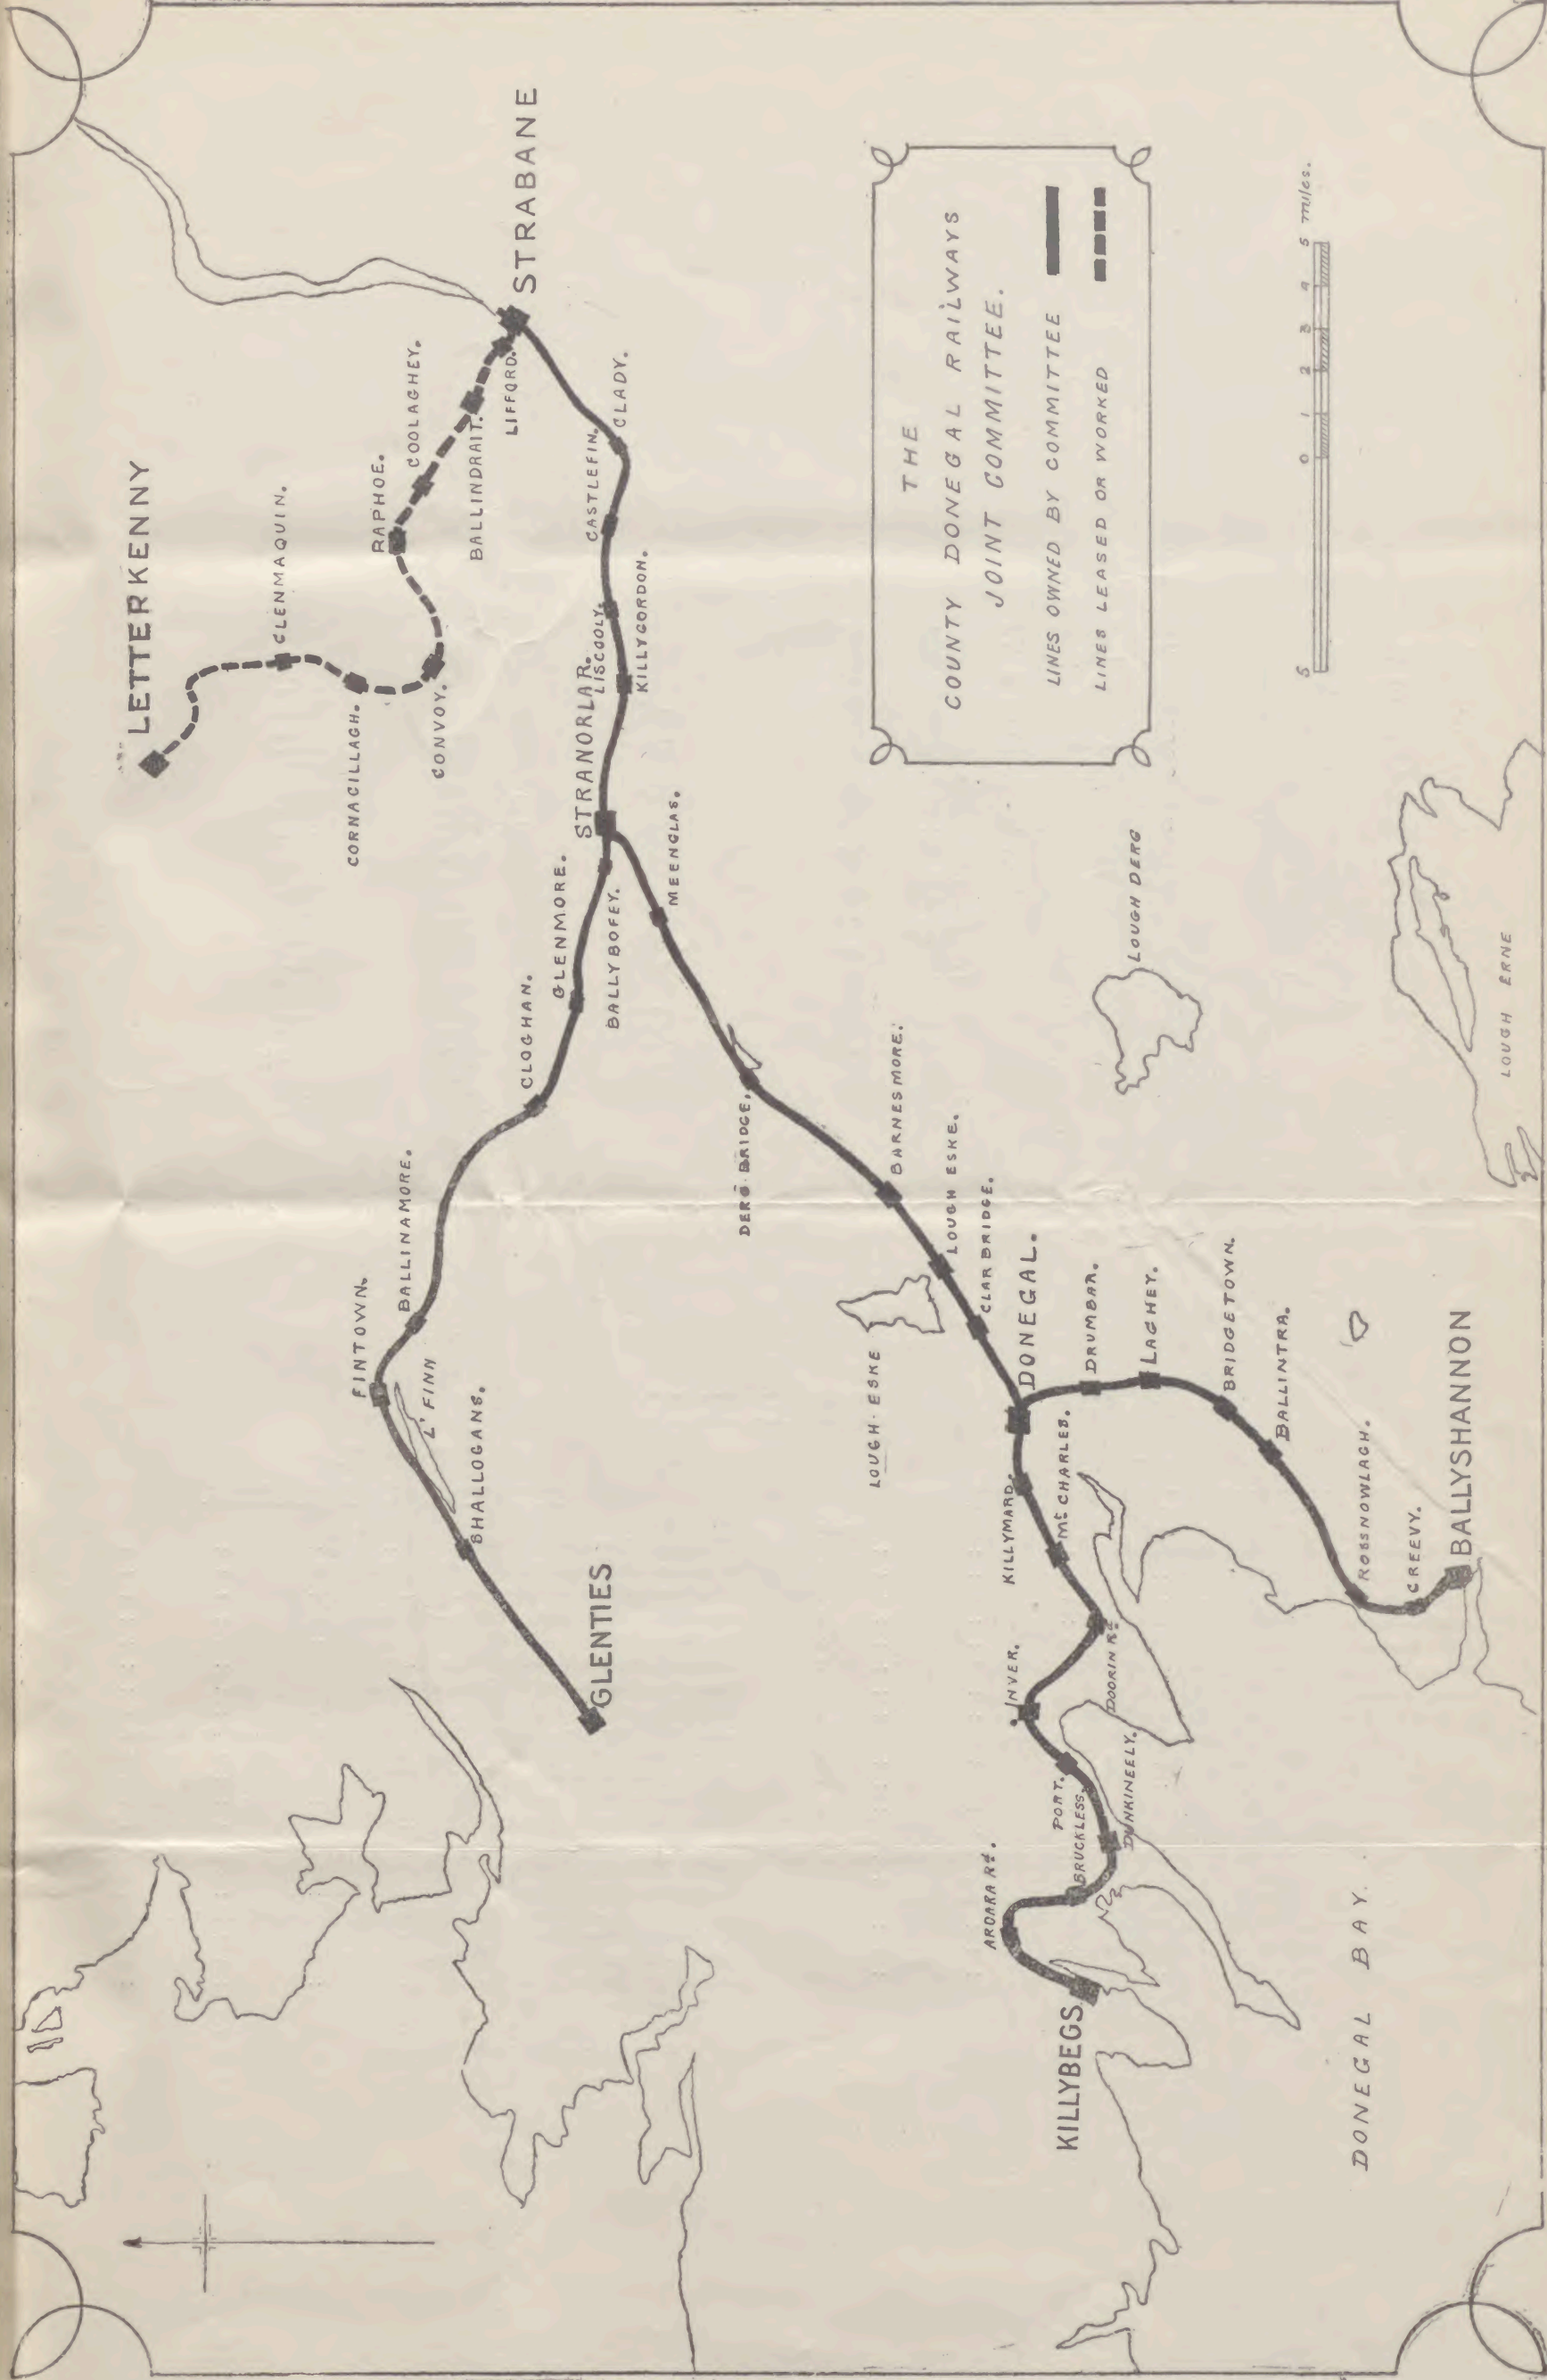 LETTERKENNY
GLENMAQUIN.
CORNAGILLAGH.
CONVOY.
RAPHOE.
COOLAGHEY.
BALLINDRAIT.
LIFFORD.
STRABANE
CLADY.
CASTLEFIN.
LISCOOLY.
KILLYGORDON.
STRANORLAR.
BALLYBOFEY.
GLENMORE.
CLOGHAN.
BALLINAMORE.
FINTOWN.
L' FINN
SHALLOGANS.
GLENTIES
MEENGLAS.
DERG BRIDGE.
BARNESMORE.
LOUGH ESKE.
CLAR BRIDGE.
LOUGH ESKE
DONEGAL.
DRUMBAR.
LAGHEY.
BRIDGETOWN.
BALLINTRA.
ROSSNOWLAGH.
CREEVY.
BALLYSHANNON
KILLYMARD.
Mt CHARLES.
DOORIN Rd.
INVER.
PORT.
DUNKINEELY.
BRUCKLESS.
ARDARA Rd.
KILLYBEGS
DONEGAL BAY.
LOUGH DERG
LOUGH ERNE
THE
COUNTY DONEGAL RAILWAYS
JOINT COMMITTEE.
LINES OWNED BY COMMITTEE
LINES LEASED OR WORKED
5 0 1 2 3 4 5 miles.